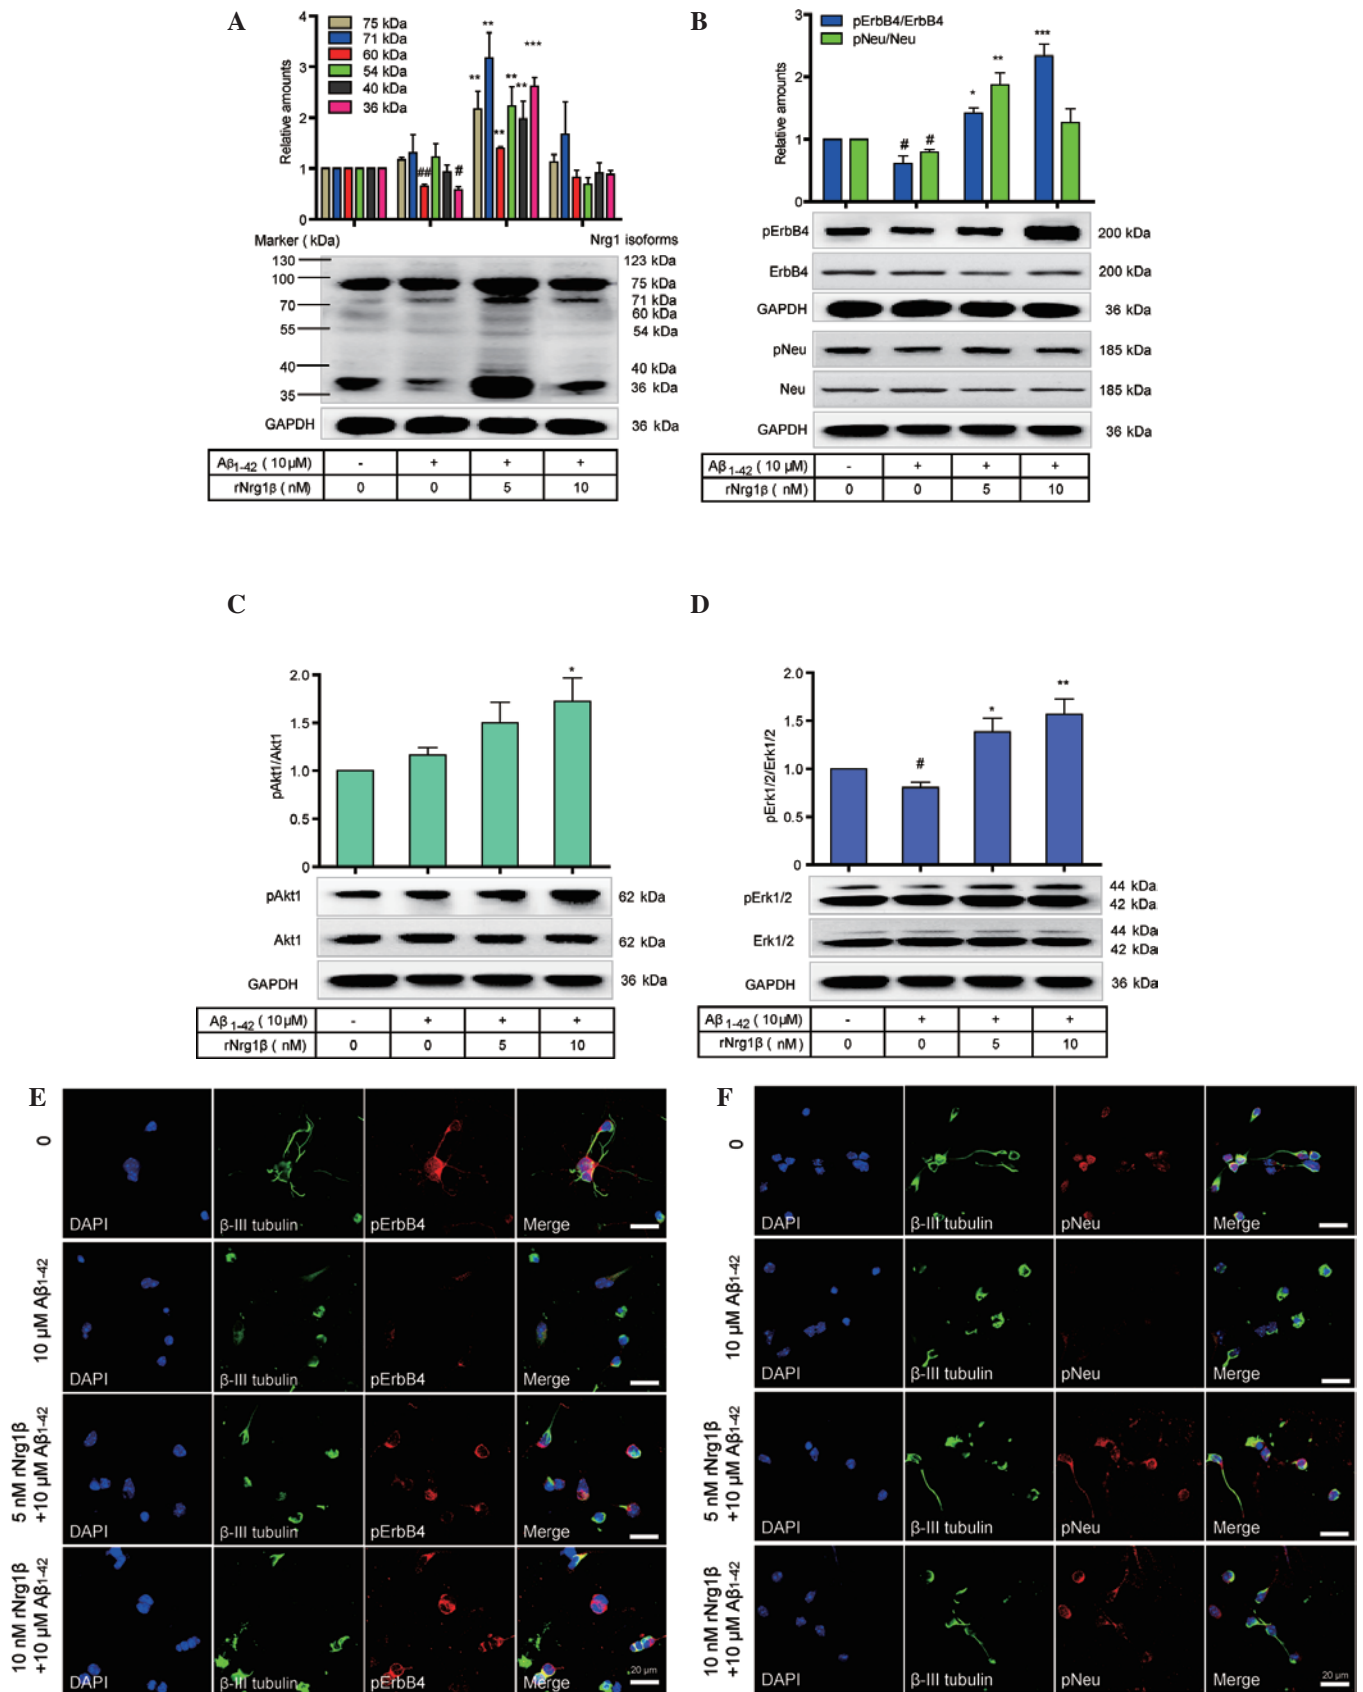 A
Relative amounts
4
3
2
1
0
75 kDa
71 kDa
60 kDa
54 kDa
40 kDa
36 kDa
## #
** ** ** ** ** ***
Marker ( kDa)
Nrg1 isoforms
130
100
70
55
40
35
123 kDa
75 kDa
71 kDa
60 kDa
54 kDa
40 kDa
36 kDa
GAPDH
36 kDa
Aβ1-42 ( 10 µM) - + + +
rNrg1β ( nM) 0 0 5 10
B
Relative amounts
3
2
1
0
pErbB4/ErbB4
pNeu/Neu
# # * ** ***
pErbB4 200 kDa
ErbB4 200 kDa
GAPDH 36 kDa
pNeu 185 kDa
Neu 185 kDa
GAPDH 36 kDa
Aβ1-42 ( 10 µM) - + + +
rNrg1β ( nM) 0 0 5 10
C
pAkt1/Akt1
2.0
1.5
1.0
0.5
0
*
pAkt1 62 kDa
Akt1 62 kDa
GAPDH 36 kDa
Aβ1-42 ( 10 µM) - + + +
rNrg1β ( nM) 0 0 5 10
D
pErk1/2/Erk1/2
2.0
1.5
1.0
0.5
0
# * **
pErk1/2 44 kDa
42 kDa
Erk1/2 44 kDa
42 kDa
GAPDH 36 kDa
Aβ1-42 ( 10 µM) - + + +
rNrg1β ( nM) 0 0 5 10
E
0
DAPI β-III tubulin pErbB4 Merge
10 µM Aβ1-42
DAPI β-III tubulin pErbB4 Merge
5 nM rNrg1β
+10 µM Aβ1-42
DAPI β-III tubulin pErbB4 Merge
10 nM rNrg1β
+10 µM Aβ1-42
DAPI β-III tubulin pErbB4 Merge
20 µm
F
0
DAPI β-III tubulin pNeu Merge
10 µM Aβ1-42
DAPI β-III tubulin pNeu Merge
5 nM rNrg1β
+10 µM Aβ1-42
DAPI β-III tubulin pNeu Merge
10 nM rNrg1β
+10 µM Aβ1-42
DAPI β-III tubulin pNeu Merge
20 µm